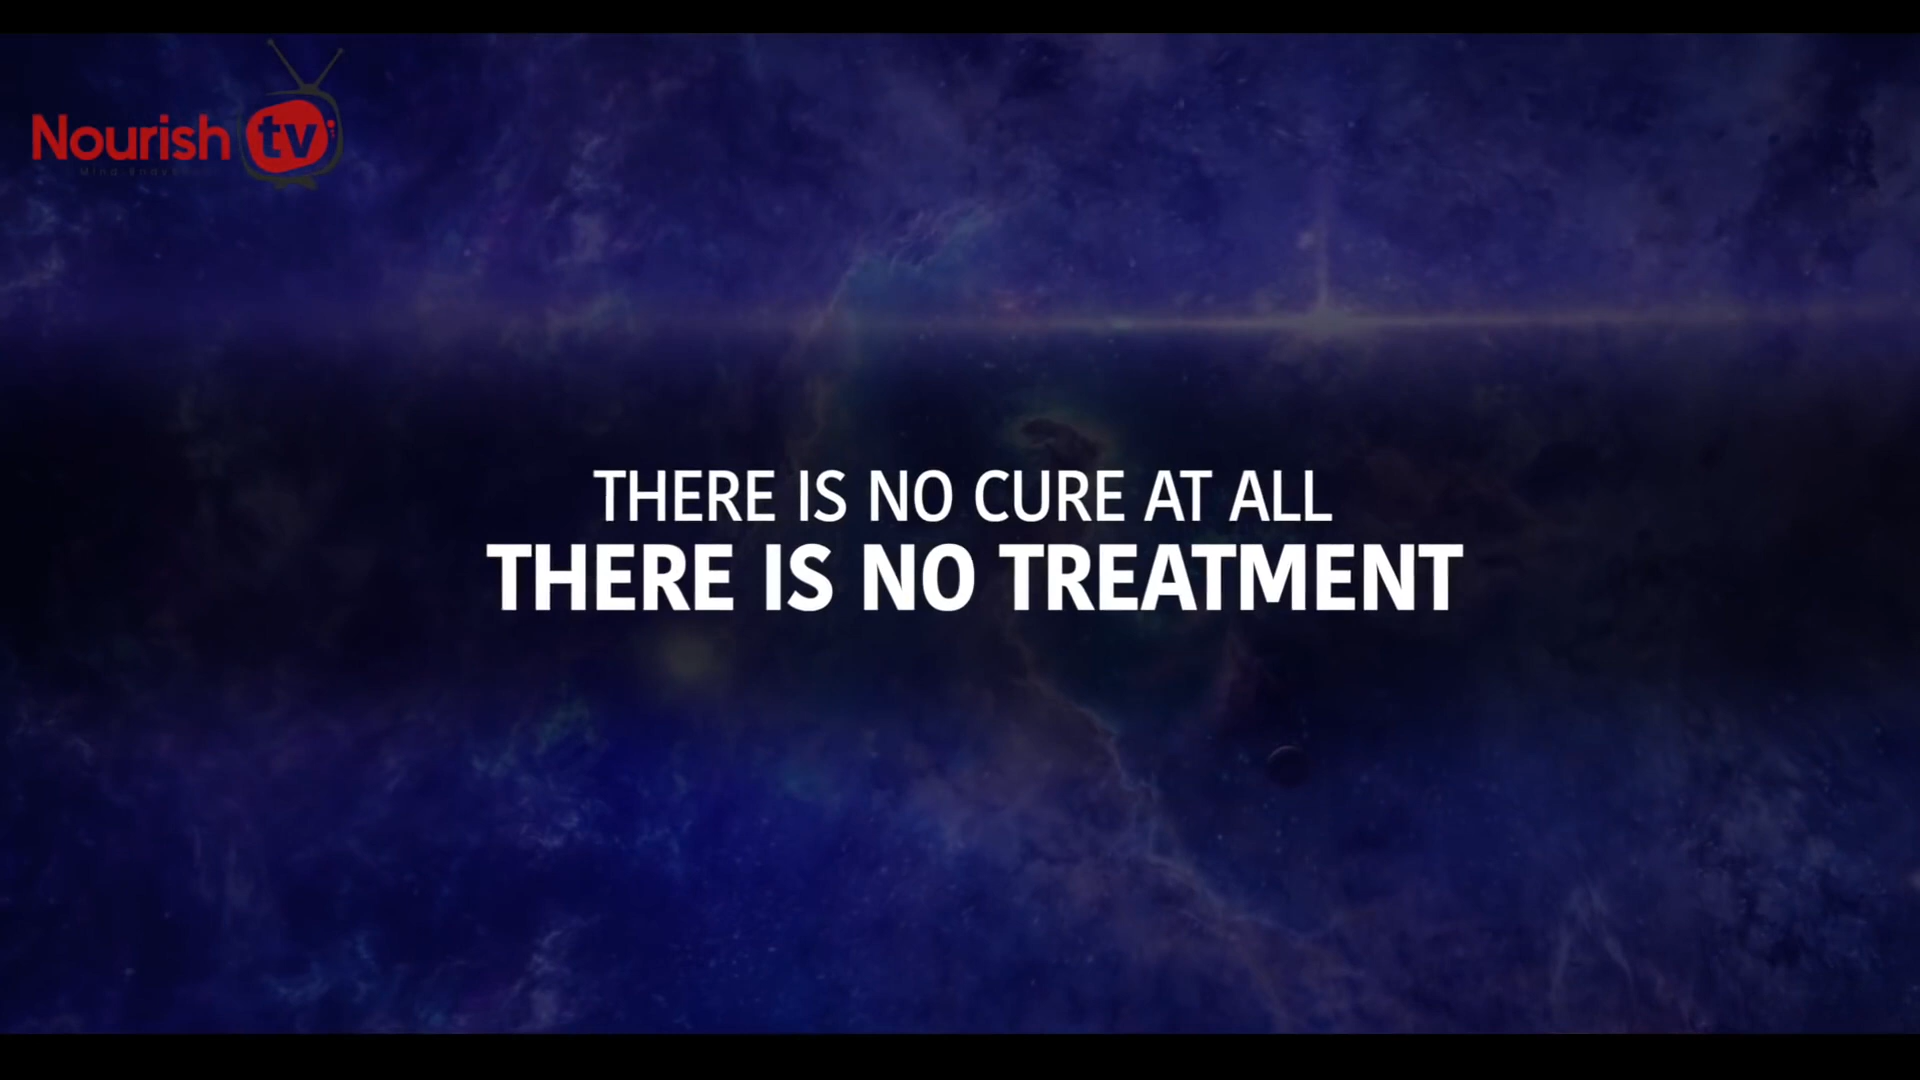 Nourish tv
THERE IS NO CURE AT ALL
THERE IS NO TREATMENT